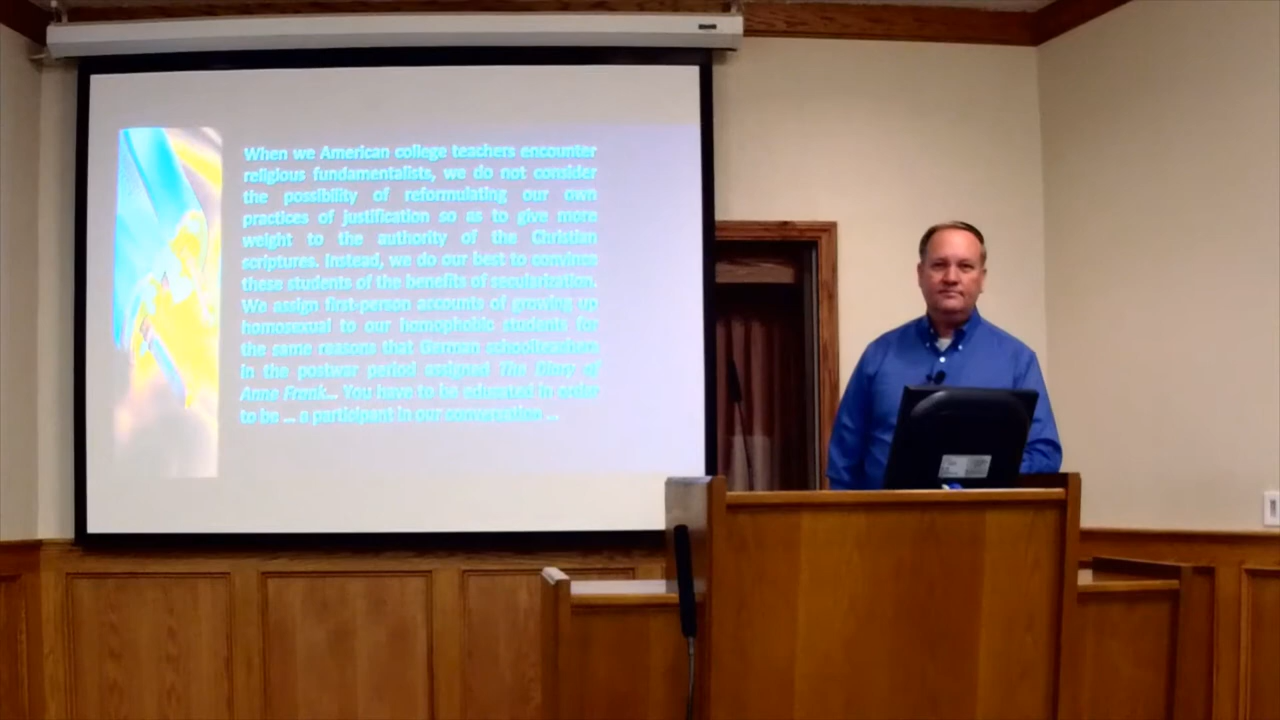 When we American college teachers encounter
religious fundamentalists, we do not consider
the possibility of reformulating our own
practices of justification so as to give more
weight to the authority of the Christian
scriptures. Instead, we do our best to convince
these students of the benefits of secularization.
We assign first-person accounts of growing up
homosexual to our homophobic students for
the same reasons that German schoolteachers
in the postwar period assigned The Diary of
Anne Frank... You have to be educated in order
to be ... a participant in our conversation ...